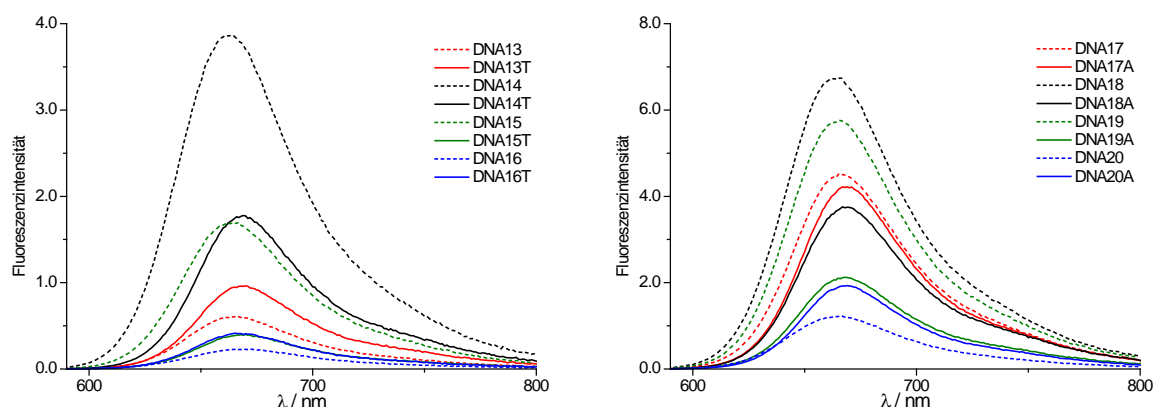 4.0
3.0
2.0
1.0
0.0
600
700
800
λ / nm
Fluoreszenzintensität
DNA13
DNA13T
DNA14
DNA14T
DNA15
DNA15T
DNA16
DNA16T
8.0
6.0
4.0
2.0
0.0
600
700
800
λ / nm
Fluoreszenzintensität
DNA17
DNA17A
DNA18
DNA18A
DNA19
DNA19A
DNA20
DNA20A